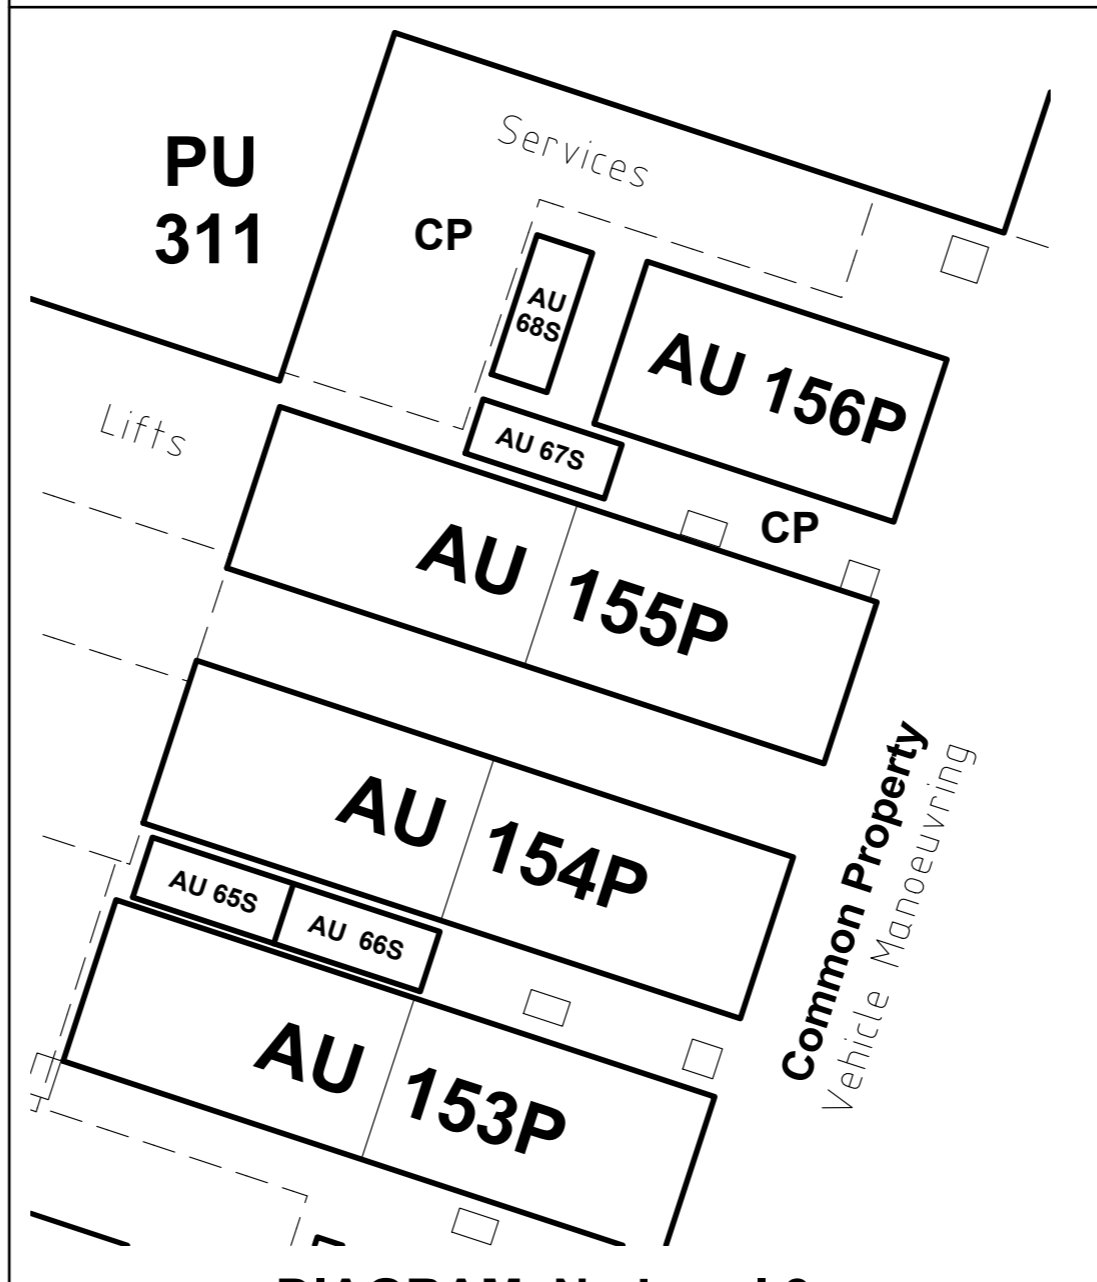 Services
PU
311
CP
AU
68S
AU 156P
Lifts
AU 67S
CP
AU 155P
AU 154P
Common Property
Vehicle Manoeuvring
AU 65S
AU 66S
AU 153P